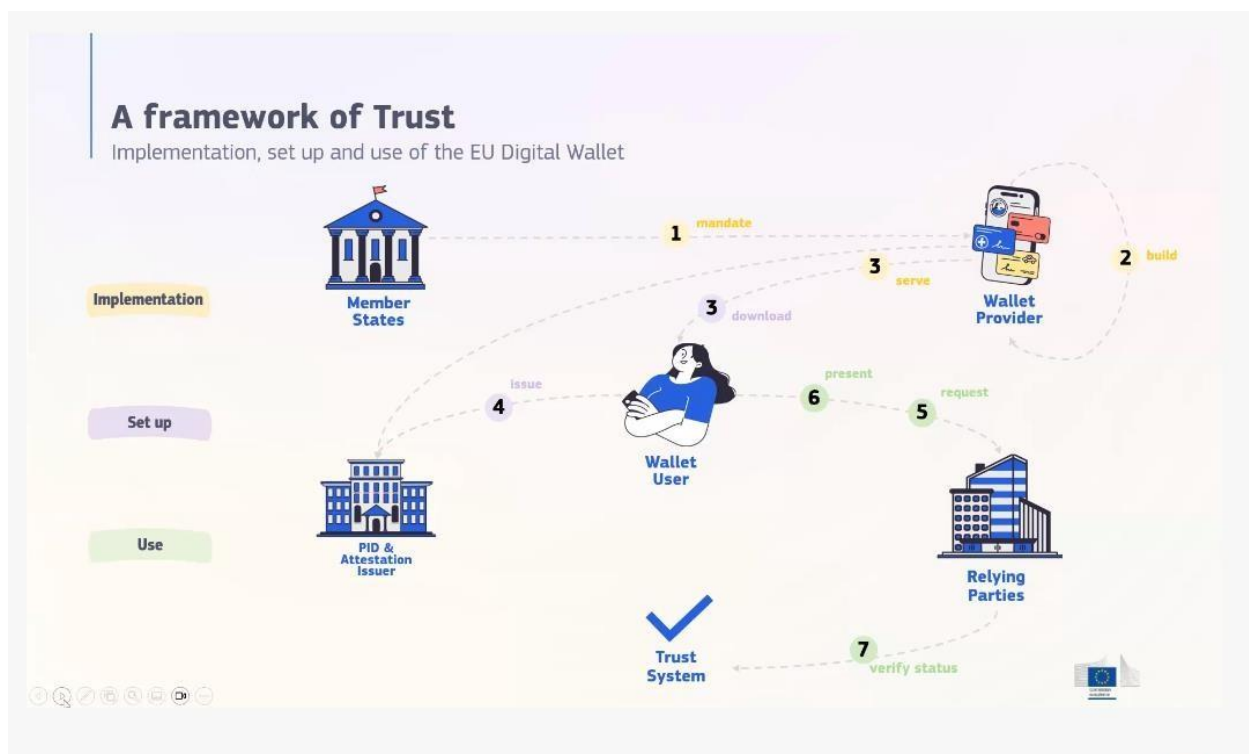 A framework of Trust
Implementation, set up and use of the EU Digital Wallet
1 mandate
2 build
3 serve
3 download
Implementation
Member
States
Wallet
Provider
present
request
issue
4
6
5
Set up
Wallet
User
Use
PID &
Attestation
Issuer
Relying
Parties
Trust
System
7
verify status